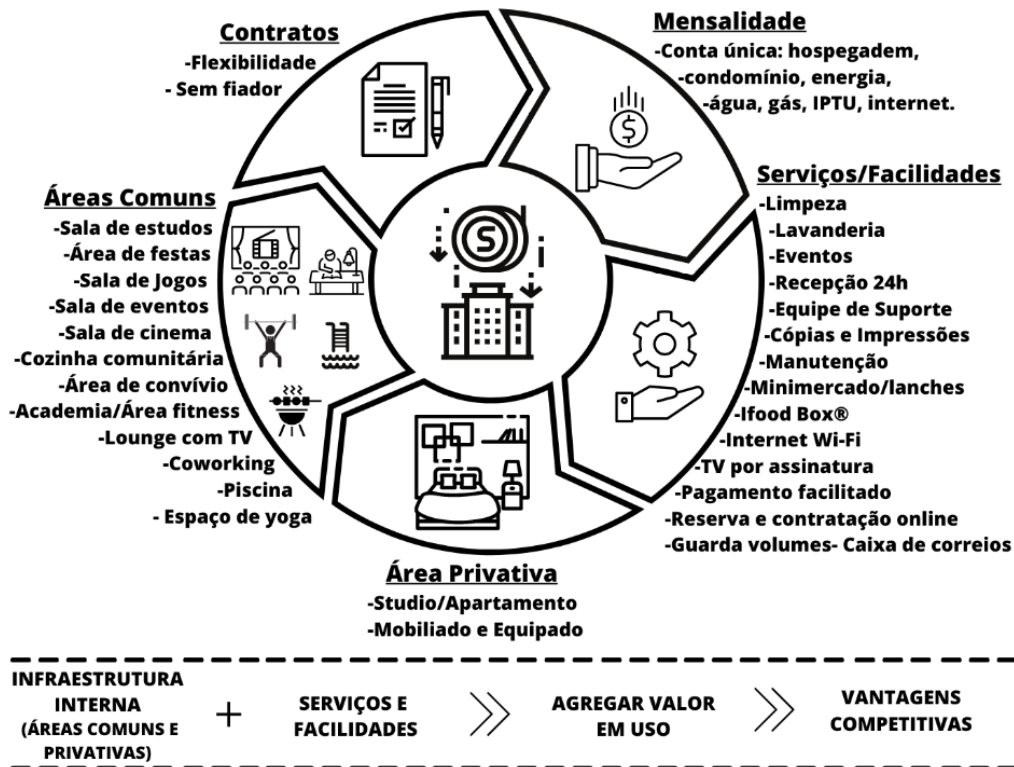 Contratos
-Flexibilidade
- Sem fiador
Mensalidade
-Conta única: hospegadem,
-condomínio, energia,
-água, gás, IPTU, internet.
Áreas Comuns
-Sala de estudos
-Área de festas
-Sala de Jogos
-Sala de eventos
-Sala de cinema
-Cozinha comunitária
-Área de convívio
-Academia/Área fitness
-Lounge com TV
-Coworking
-Piscina
- Espaço de yoga
$
S
Serviços/Facilidades
-Limpeza
-Lavanderia
-Eventos
-Recepção 24h
-Equipe de Suporte
-Cópias e Impressões
-Manutenção
-Minimercado/lanches
-Ifood Box®
-Internet Wi-Fi
-TV por assinatura
-Pagamento facilitado
-Reserva e contratação online
-Guarda volumes- Caixa de correios
Área Privativa
-Studio/Apartamento
-Mobiliado e Equipado
INFRAESTRUTURA
INTERNA
(ÁREAS COMUNS E
PRIVATIVAS)
+
SERVIÇOS E
FACILIDADES
AGREGAR VALOR
EM USO
VANTAGENS
COMPETITIVAS